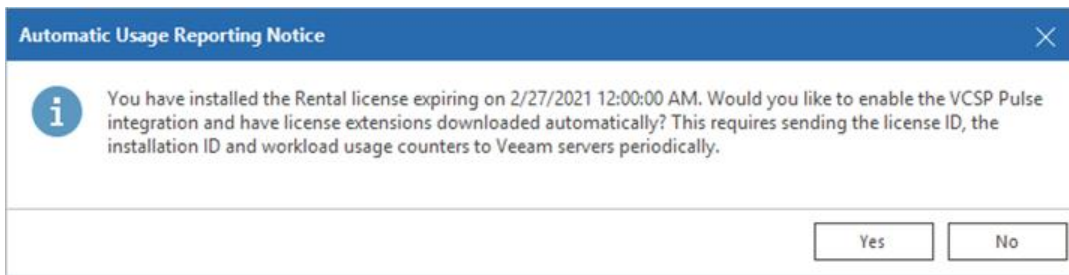 Automatic Usage Reporting Notice
You have installed the Rental license expiring on 2/27/2021 12:00:00 AM. Would you like to enable the VCSP Pulse
integration and have license extensions downloaded automatically? This requires sending the license ID, the
installation ID and workload usage counters to Veeam servers periodically.
Yes No